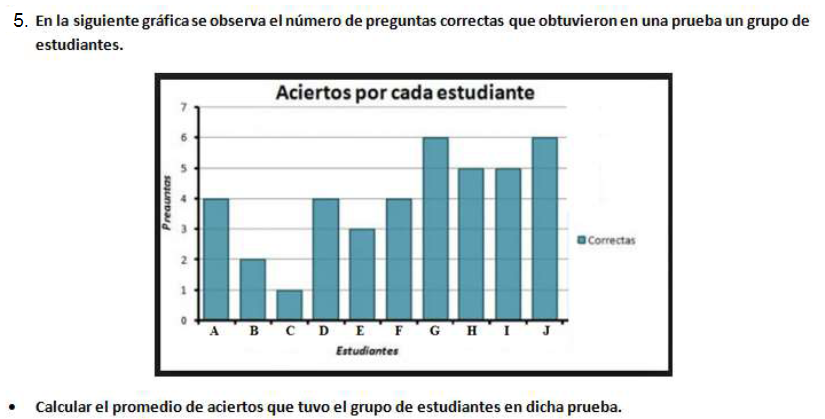 5. En la siguiente gráfica se observa el número de preguntas correctas que obtuvieron en una prueba un grupo de
estudiantes.
Aciertos por cada estudiante
7
6
5
4
3
2
1
0
Preguntas
A B C D E F G H I J
Estudiantes
Correctas
• Calcular el promedio de aciertos que tuvo el grupo de estudiantes en dicha prueba.